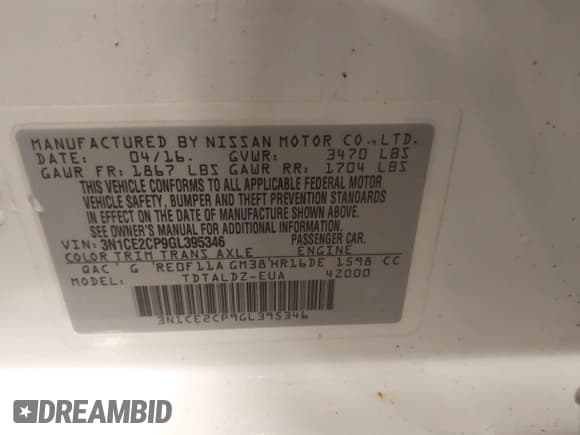 MANUFACTURED BY NISSAN MOTOR CO., LTD.
DATE: 04/16. GVWR: 3470 LBS
GAWR FR: 1867 LBS GAWR RR: 1704 LBS
THIS VEHICLE CONFORMS TO ALL APPLICABLE FEDERAL MOTOR
VEHICLE SAFETY, BUMPER AND THEFT PREVENTION STANDARDS
IN EFFECT ON THE DATE OF MANUFACTURE SHOWN ABOVE.
SEE OWNER'S MANUAL FOR ADDITIONAL INFORMATION.
VIN: 3N1CE2CP9GL395346 PASSENGER CAR.
COLOR TRIM TRANS AXLE ENGINE
QAC G RE0F11A GM38 HR16DE 1598 CC
TDTALDZ-EUA 4Z000
3N1CE2CP9GL395346
DREAMBID